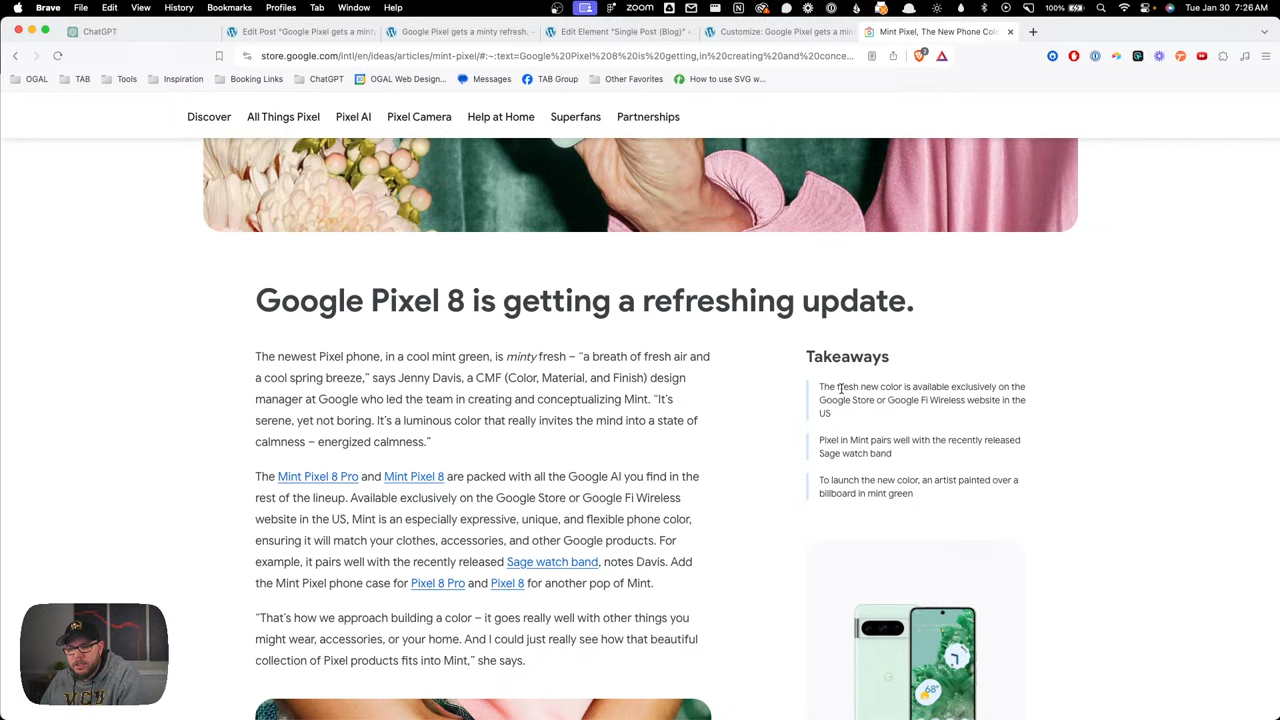 Brave Browser File Edit View History Bookmarks Profiles Tab Window Help
ZOOM
Wed Feb 14 7:26 AM
ChatGPT
Edit Post “Google Pixel gets a minty
Google Pixel gets a minty refresh.
Edit Element “Single Post (Blog)” ‹
Customize: Google Pixel gets a min
Mint Pixel, The New Phone Colo
store.google.com/intl/en/ideas/articles/mint-pixel/#:~:text=Google%20Pixel%208%20is%20getting,in%20creating%20and%20conce...
OGAL TAB Tools Inspiration Booking Links ChatGPT OGAL Web Design... Messages TAB Group Other Favorites How to use SVG w...
Discover All Things Pixel Pixel AI Pixel Camera Help at Home Superfans Partnerships
Google Pixel 8 is getting a refreshing update.
The newest Pixel phone, in a cool mint green, is minty fresh – “a breath of fresh air and
a cool spring breeze,” says Jenny Davis, a CMF (Color, Material, and Finish) design
manager at Google who led the team in creating and conceptualizing Mint. “It’s
serene, yet not boring. It’s a luminous color that really invites the mind into a state of
calmness – energized calmness.”
The Mint Pixel 8 Pro and Mint Pixel 8 are packed with all the Google AI you find in the
rest of the lineup. Available exclusively on the Google Store or Google Fi Wireless
website in the US, Mint is an especially expressive, unique, and flexible phone color,
ensuring it will match your clothes, accessories, and other Google products. For
example, it pairs well with the recently released Sage watch band, notes Davis. Add
the Mint Pixel phone case for Pixel 8 Pro and Pixel 8 for another pop of Mint.
“That’s how we approach building a color – it goes really well with other things you
might wear, accessories, or your home. And I could just really see how that beautiful
collection of Pixel products fits into Mint,” she says.
Takeaways
The fresh new color is available exclusively on the
Google Store or Google Fi Wireless website in the
US
Pixel in Mint pairs well with the recently released
Sage watch band
To launch the new color, an artist painted over a
billboard in mint green
68°
VCU